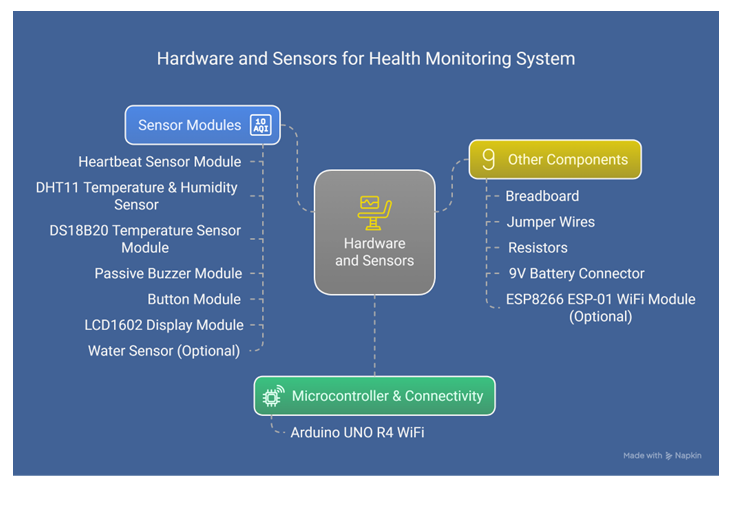 Hardware and Sensors for Health Monitoring System
Sensor Modules
10
AQI
Heartbeat Sensor Module
DHT11 Temperature & Humidity
Sensor
DS18B20 Temperature Sensor
Module
Passive Buzzer Module
Button Module
LCD1602 Display Module
Water Sensor (Optional)
Hardware
and Sensors
9
Other Components
Breadboard
Jumper Wires
Resistors
9V Battery Connector
ESP8266 ESP-01 WiFi Module
(Optional)
Microcontroller & Connectivity
Arduino UNO R4 WiFi
Made with Napkin